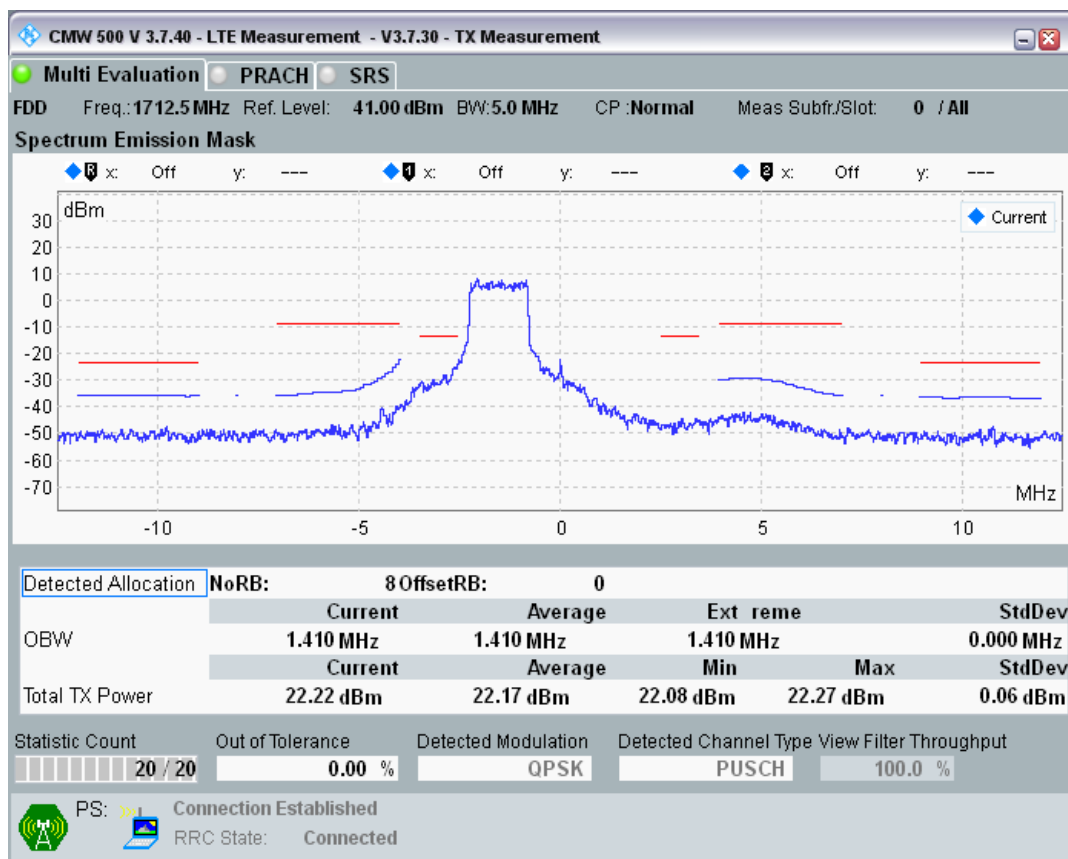 CMW 500 V 3.7.40 - LTE Measurement - V3.7.30 - TX Measurement
Multi Evaluation PRACH SRS
FDD Freq.: 1712.5 MHz Ref. Level: 41.00 dBm BW: 5.0 MHz CP : Normal Meas Subfr./Slot: 0 / All
Spectrum Emission Mask
R x: Off y: --- 1 x: Off y: --- 2 x: Off y: ---
dBm
Current
30
20
10
0
-10
-20
-30
-40
-50
-60
-70
MHz
-10 -5 0 5 10
Detected Allocation NoRB: 8 OffsetRB: 0
Current Average Ext reme StdDev
OBW 1.410 MHz 1.410 MHz 1.410 MHz 0.000 MHz
Current Average Min Max StdDev
Total TX Power 22.22 dBm 22.17 dBm 22.08 dBm 22.27 dBm 0.06 dBm
Statistic Count Out of Tolerance Detected Modulation Detected Channel Type View Filter Throughput
20 / 20 0.00 % QPSK PUSCH 100.0 %
PS: Connection Established
RRC State: Connected